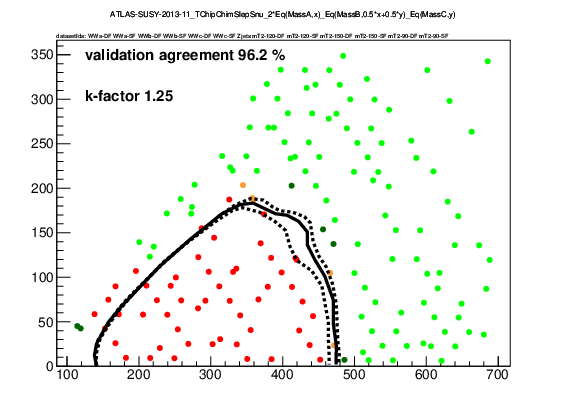 ATLAS-SUSY-2013-11_TChipChimSlepSnu_2*Eq(MassA,x)_Eq(MassB,0.5*x+0.5*y)_Eq(MassC,y)
datasetIds: WWa-DF WWa-SF WWb-DF WWb-SF WWc-DF WWc-SF Zjets mT2-120-DF mT2-120-SF mT2-150-DF mT2-150-SF mT2-90-DF mT2-90-SF
validation agreement 96.2 %
k-factor 1.25
350
300
250
200
150
100
50
0
100 200 300 400 500 600 700